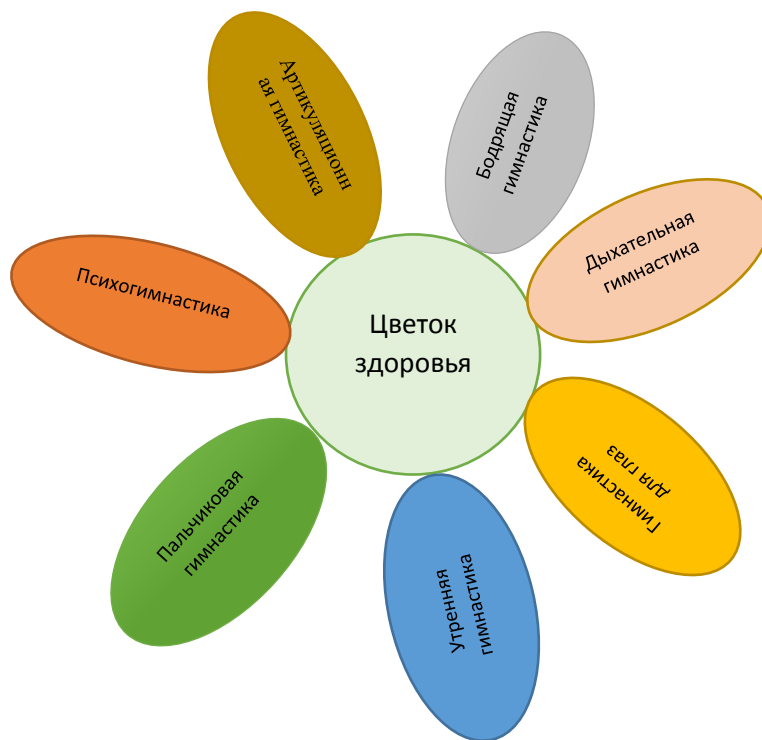 Артикуляционн
ая гимнастика
Бодрящая
гимнастика
Дыхательная
гимнастика
Психогимнастика
Цветок
здоровья
Гимнастика
для глаз
Пальчиковая
гимнастика
Утренняя
гимнастика